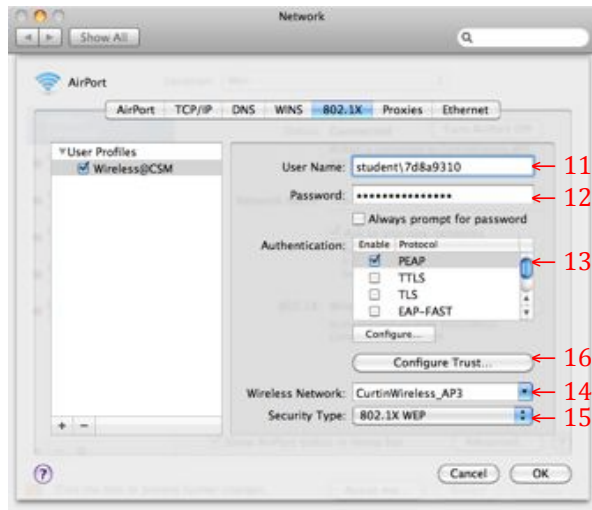 Network
Show All
AirPort
AirPort TCP/IP DNS WINS 802.1X Proxies Ethernet
User Profiles
Wireless@CSM
User Name: student\7d8a9310 11
Password: ••••••••••••••• 12
Always prompt for password
Authentication: Enable Protocol
PEAP 13
TTLS
TLS
EAP-FAST
Configure...
Configure Trust... 16
Wireless Network: CurtinWireless_AP3 14
Security Type: 802.1X WEP 15
+ −
? Cancel OK